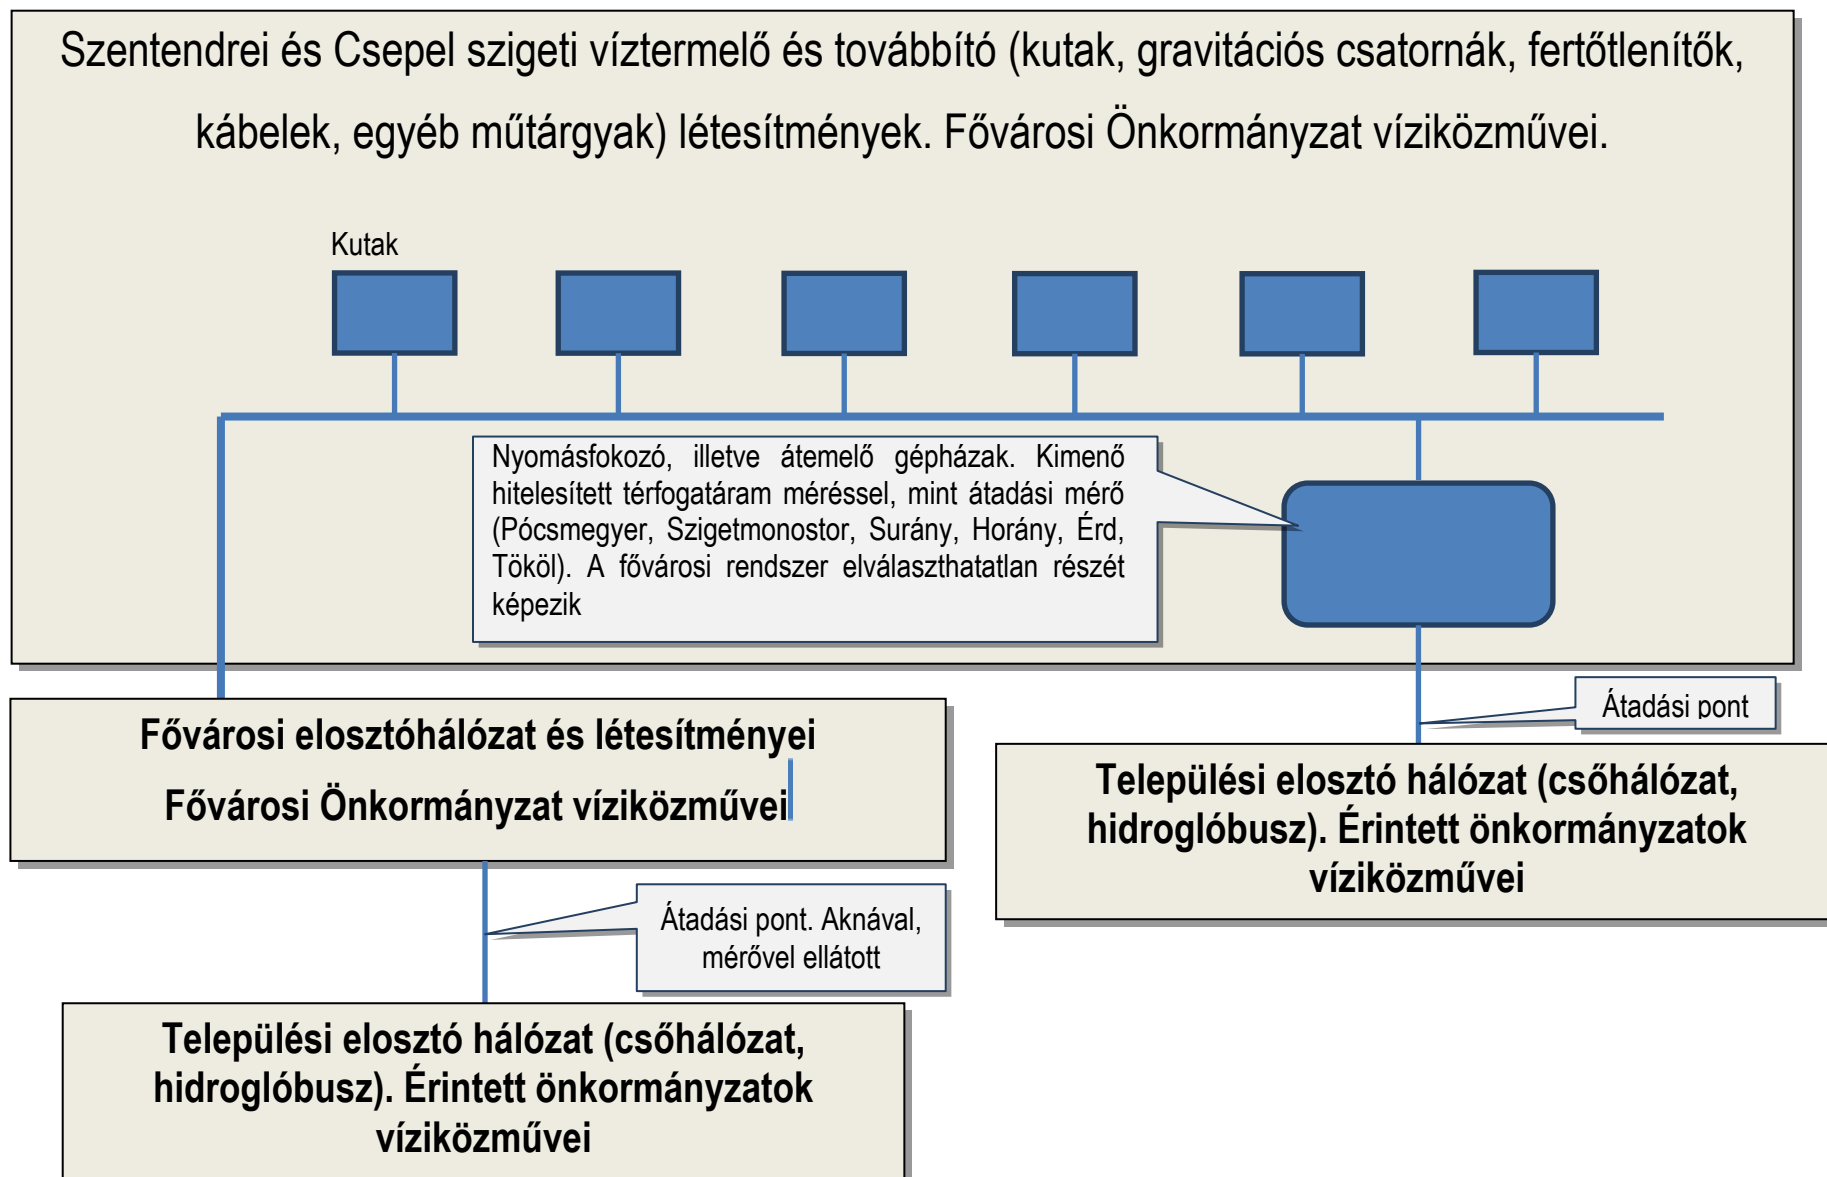 Szentendrei és Csepel szigeti víztermelő és továbbító (kutak, gravitációs csatornák, fertőtlenítők,
kábelek, egyéb műtárgyak) létesítmények. Fővárosi Önkormányzat víziközművei.
Kutak
Nyomásfokozó, illetve átemelő gépházak. Kimenő
hitelesített térfogatáram méréssel, mint átadási mérő
(Pócsmegyer, Szigetmonostor, Surány, Horány, Érd,
Tököl). A fővárosi rendszer elválaszthatatlan részét
képezik
Átadási pont
Fővárosi elosztóhálózat és létesítményei
Fővárosi Önkormányzat víziközművei
Települési elosztó hálózat (csőhálózat,
hidroglóbusz). Érintett önkormányzatok
víziközművei
Átadási pont. Aknával,
mérővel ellátott
Települési elosztó hálózat (csőhálózat,
hidroglóbusz). Érintett önkormányzatok
víziközművei